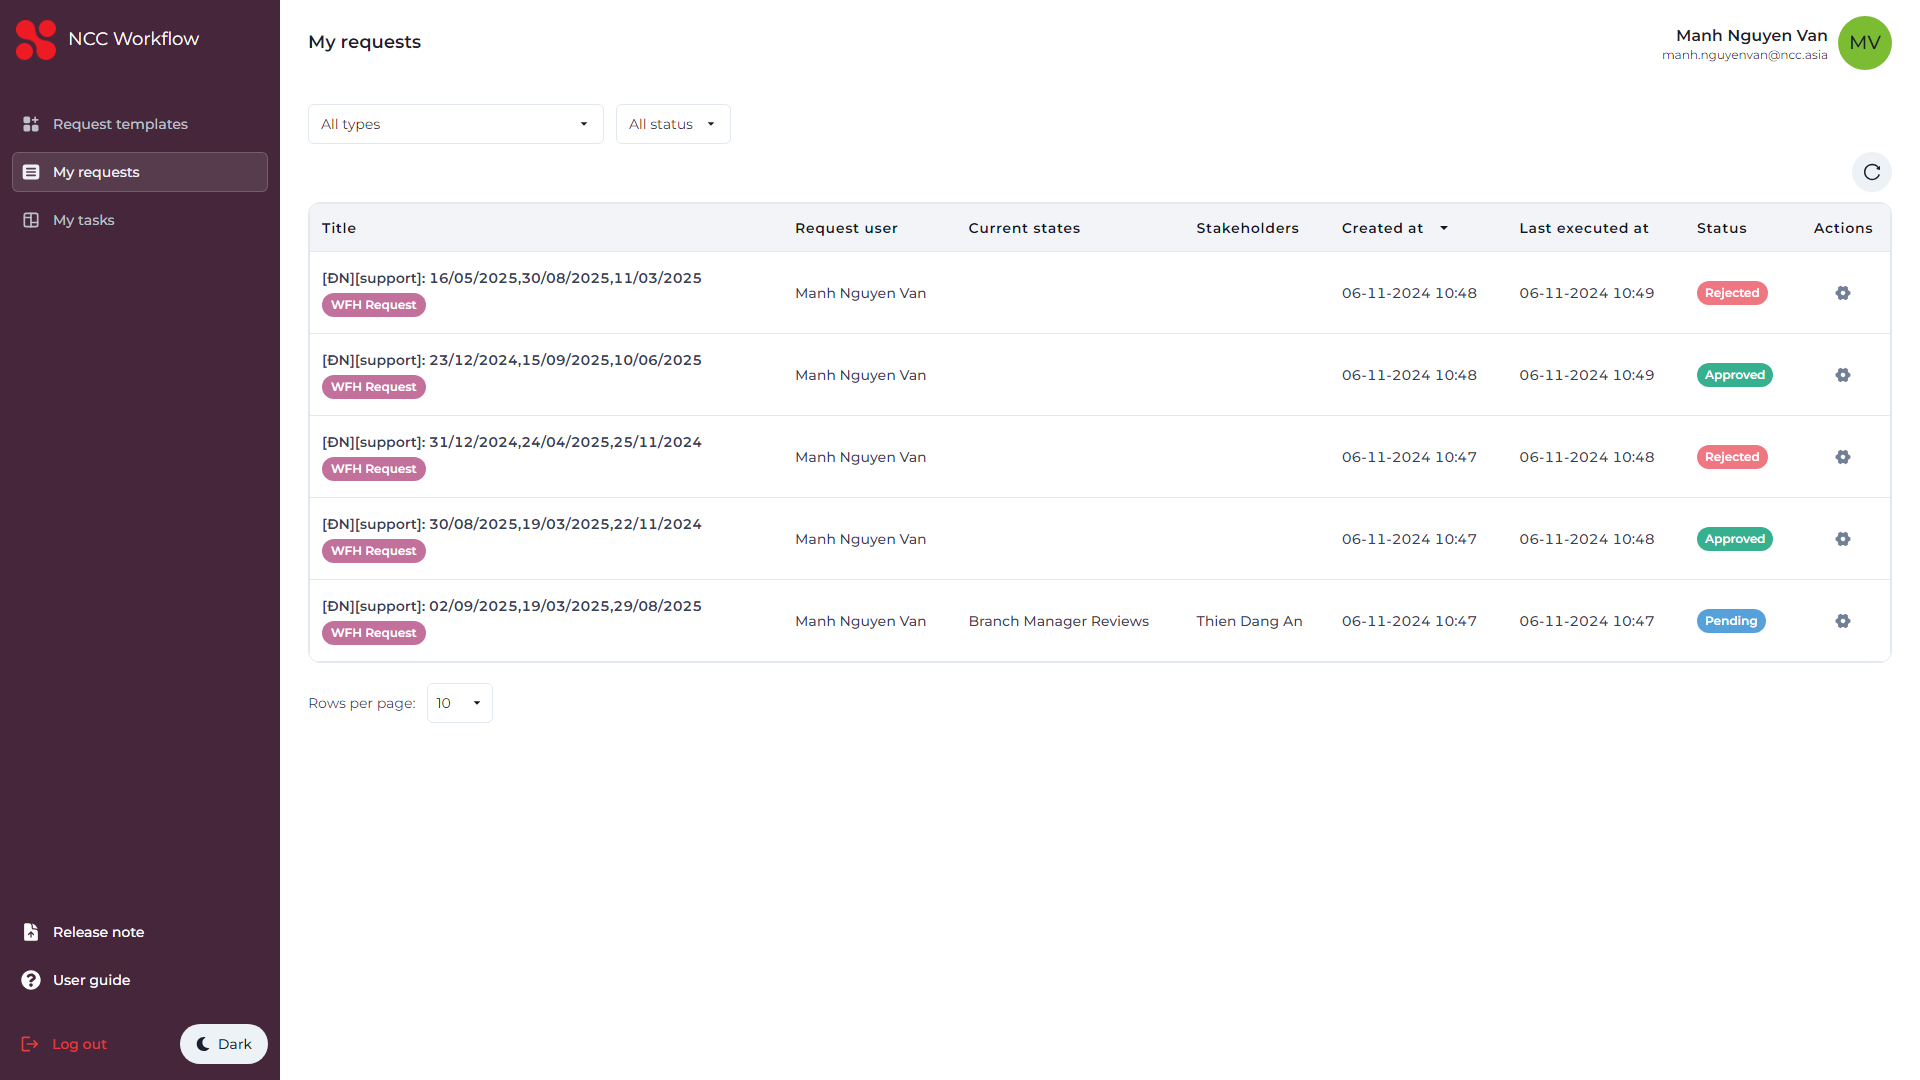 NCC Workflow
Request templates
My requests
My tasks
Release note
User guide
Log out
Dark
My requests
Manh Nguyen Van
manh.nguyenvan@ncc.asia
MV
All types
All status
Title Request user Current states Stakeholders Created at Last executed at Status Actions
[ĐN][support]: 16/05/2025,30/08/2025,11/03/2025
WFH Request
Manh Nguyen Van 06-11-2024 10:48 06-11-2024 10:49 Rejected
[ĐN][support]: 23/12/2024,15/09/2025,10/06/2025
WFH Request
Manh Nguyen Van 06-11-2024 10:48 06-11-2024 10:49 Approved
[ĐN][support]: 31/12/2024,24/04/2025,25/11/2024
WFH Request
Manh Nguyen Van 06-11-2024 10:47 06-11-2024 10:48 Rejected
[ĐN][support]: 30/08/2025,19/03/2025,22/11/2024
WFH Request
Manh Nguyen Van 06-11-2024 10:47 06-11-2024 10:48 Approved
[ĐN][support]: 02/09/2025,19/03/2025,29/08/2025
WFH Request
Manh Nguyen Van Branch Manager Reviews Thien Dang An 06-11-2024 10:47 06-11-2024 10:47 Pending
Rows per page: 10